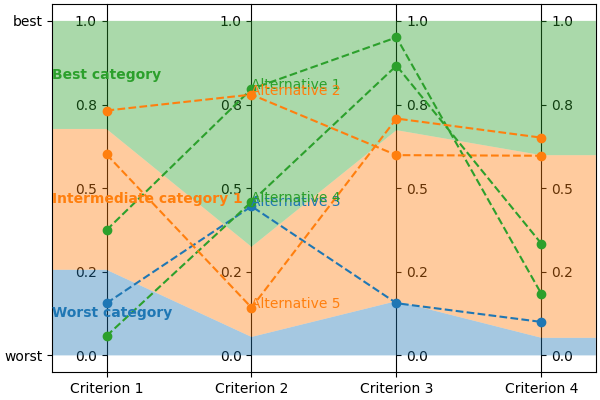 best
1.0 1.0 1.0 1.0
Best category
Alternative 1
Alternative 2
0.8 0.8 0.8 0.8
0.5 0.5 0.5 0.5
Intermediate category 1
Alternative 4
Alternative 3
0.2 0.2 0.2 0.2
Alternative 5
Worst category
worst
0.0 0.0 0.0 0.0
Criterion 1 Criterion 2 Criterion 3 Criterion 4